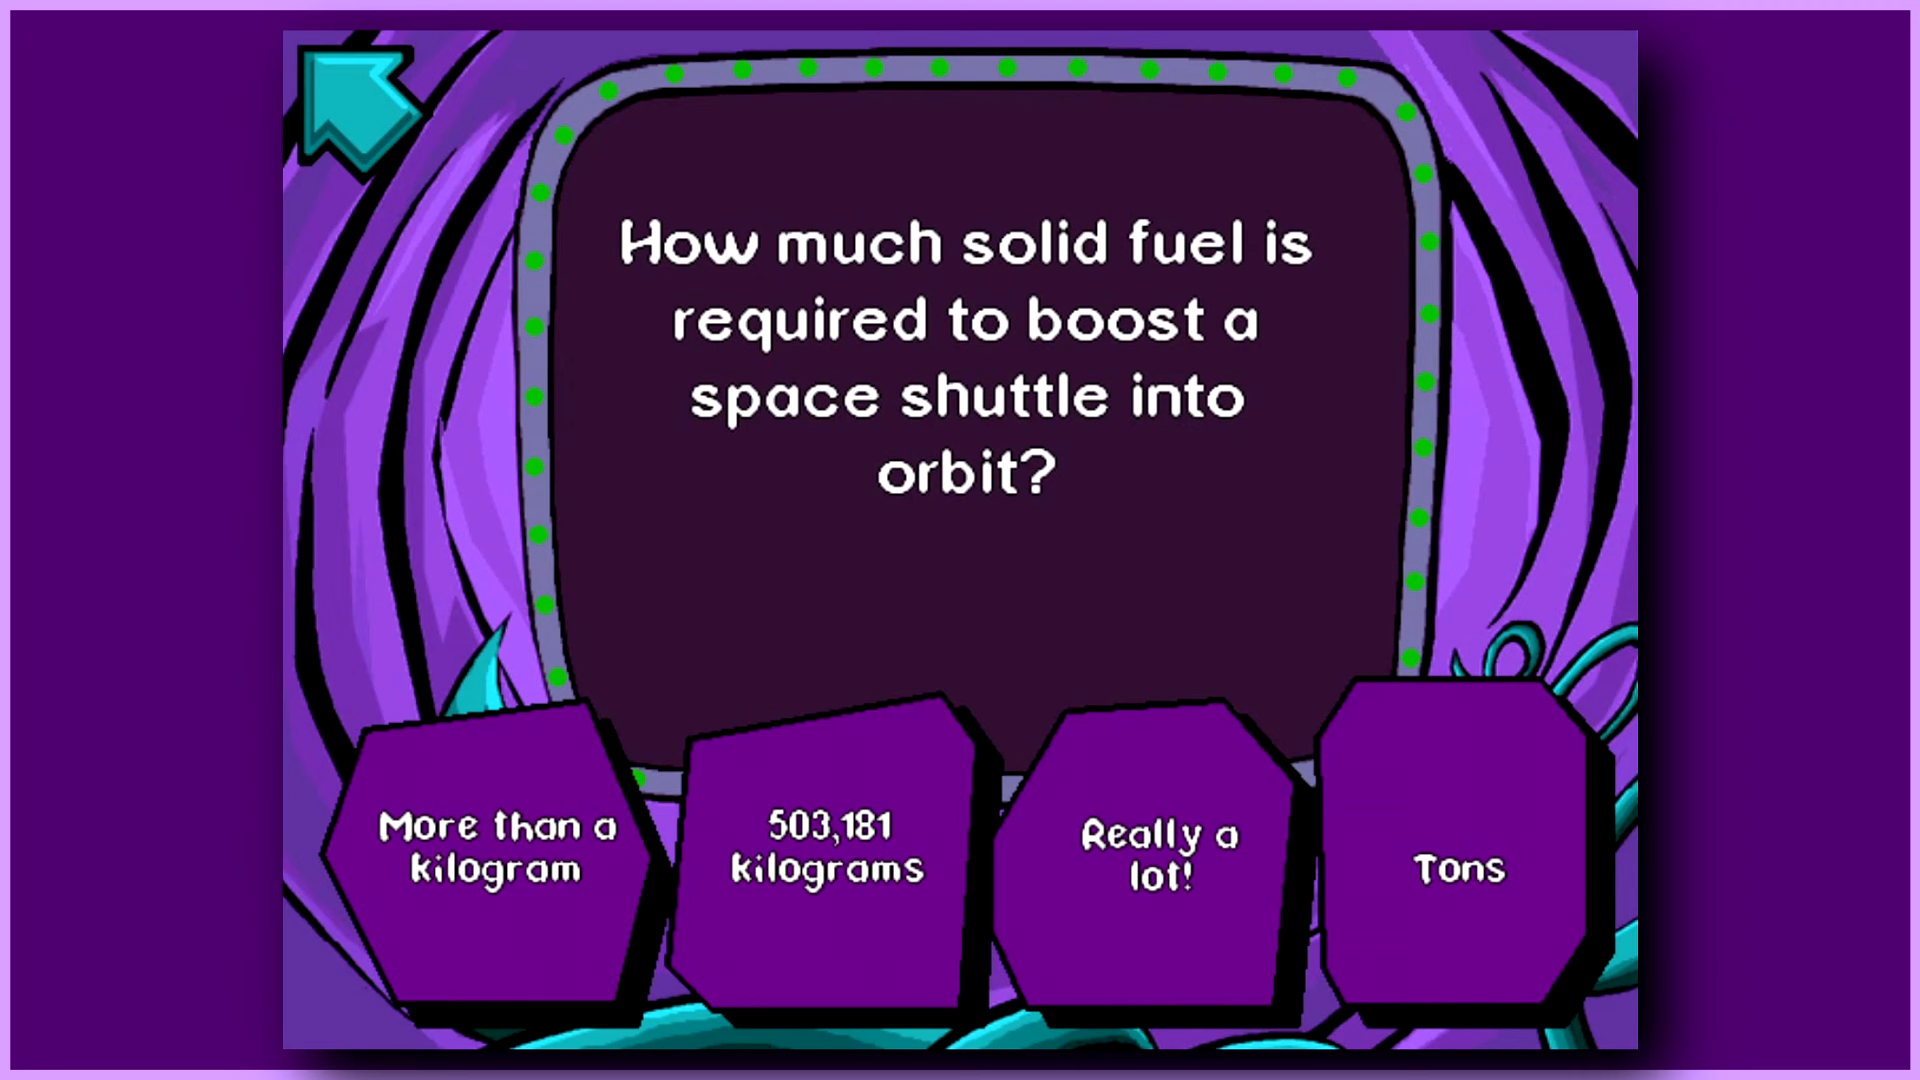 How much solid fuel is
required to boost a
space shuttle into
orbit?
More than a
kilogram
503,181
kilograms
Really a
lot!
Tons